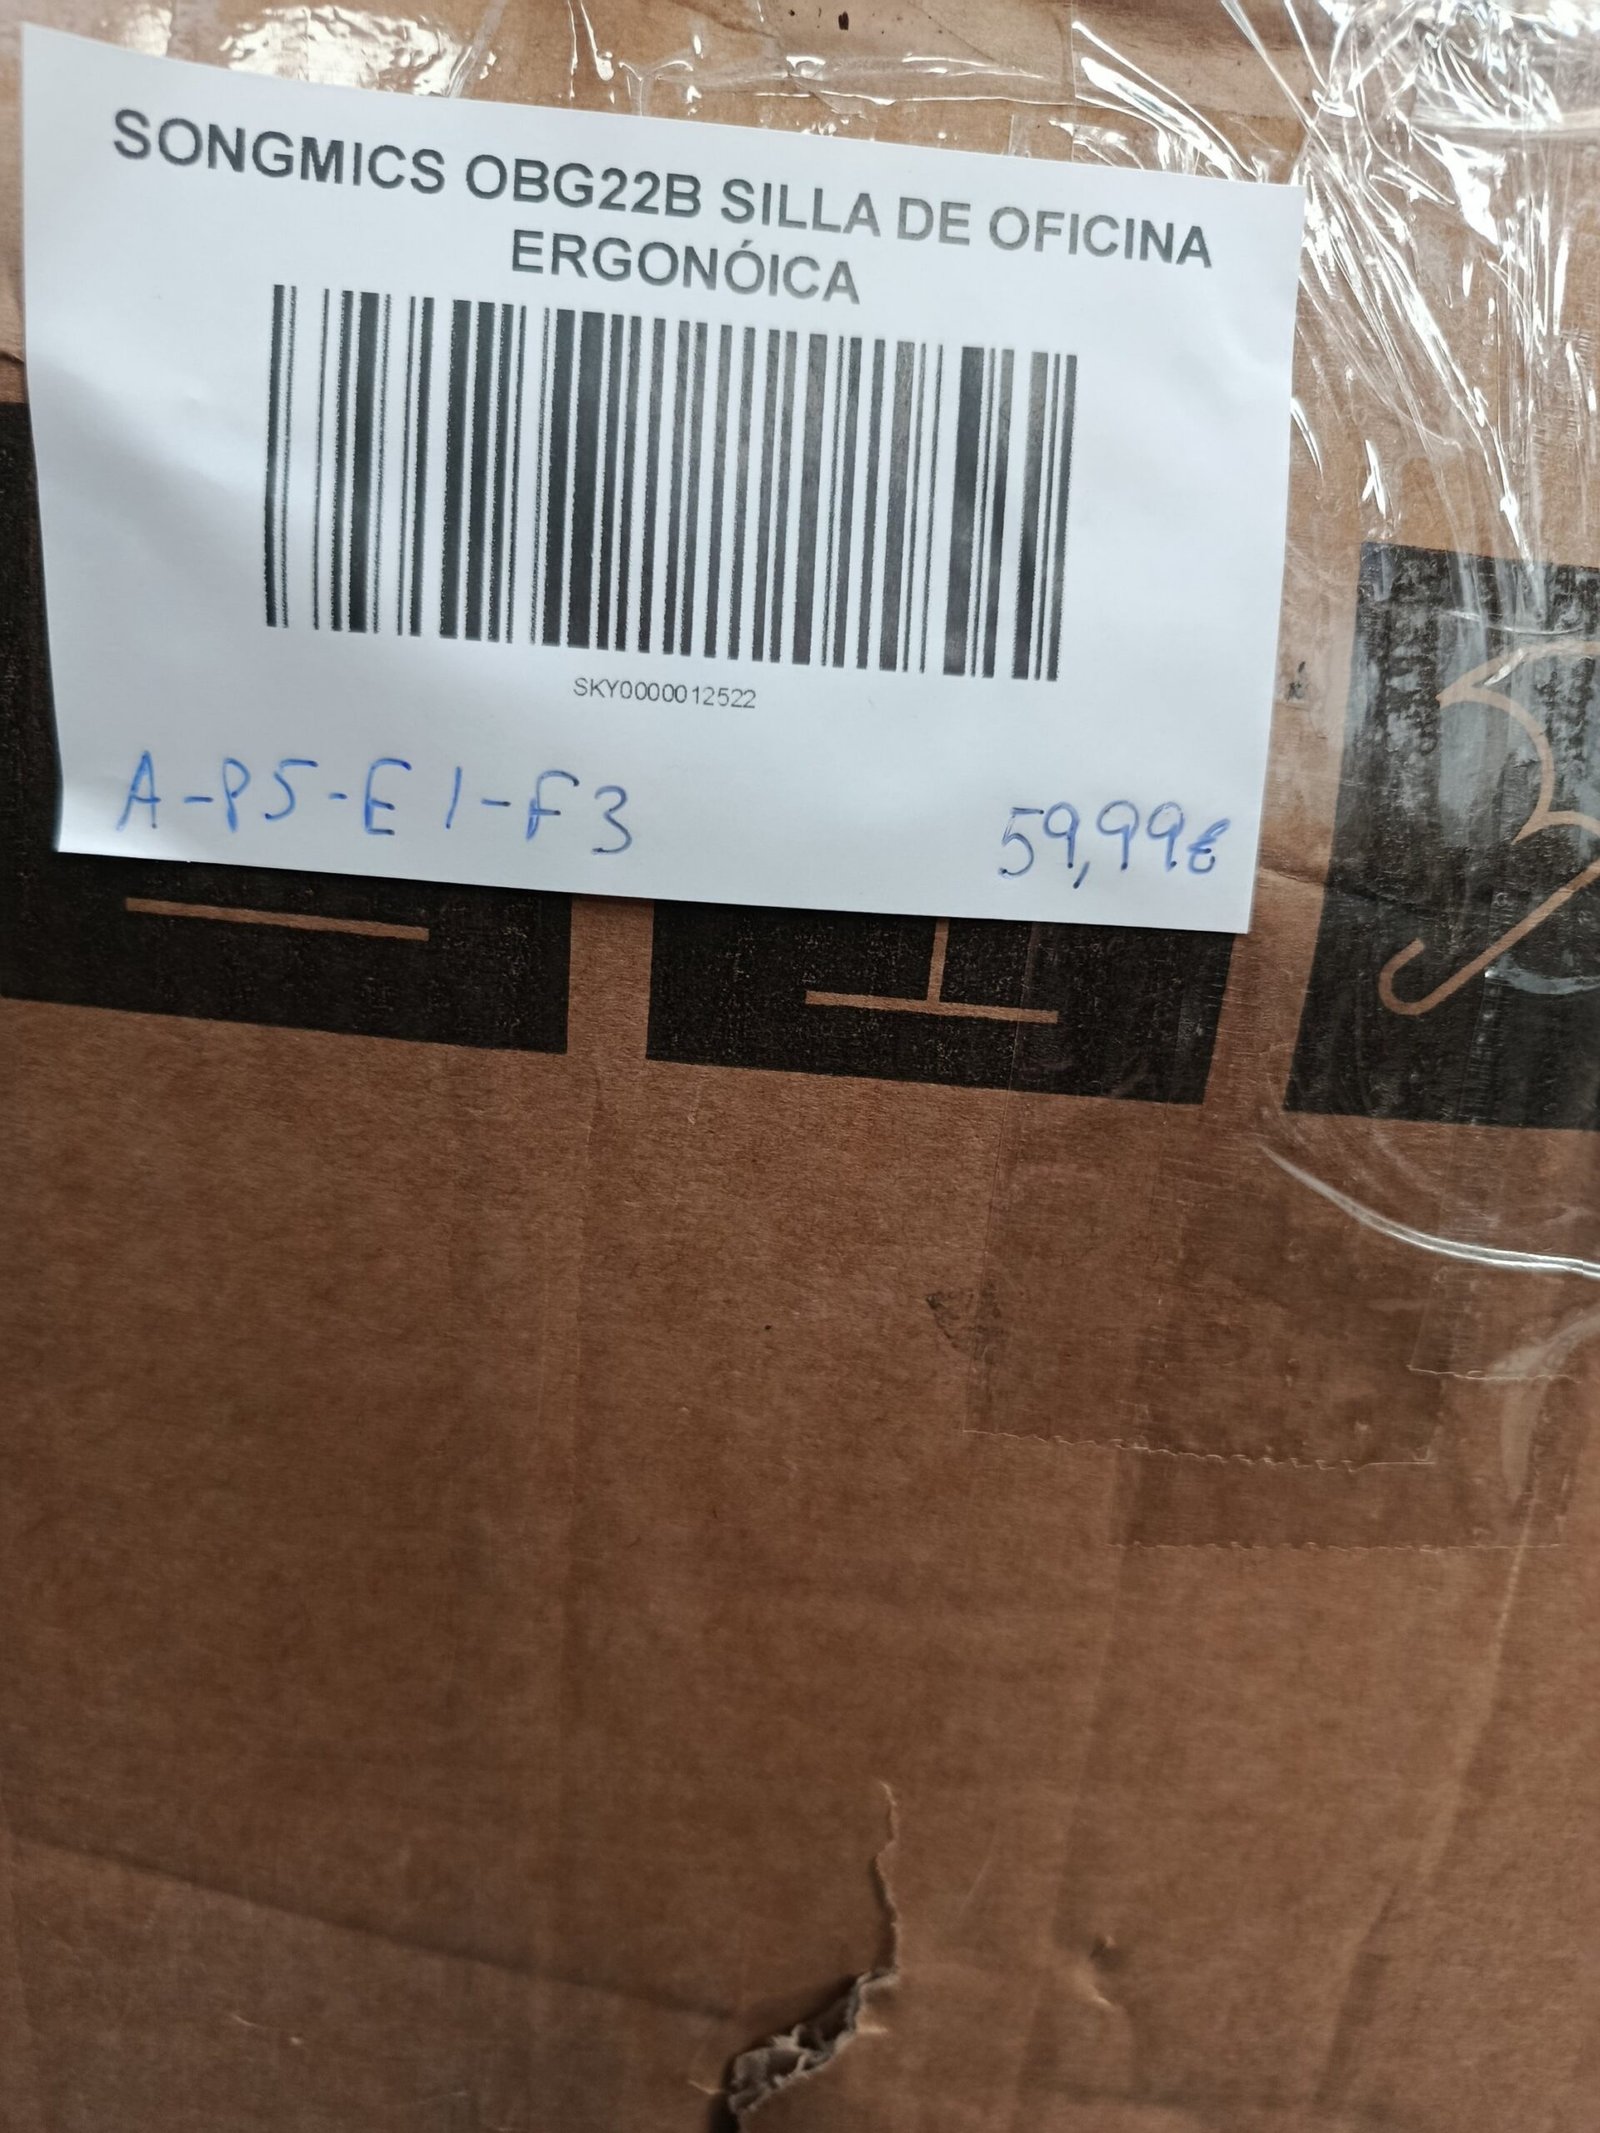 SONGMICS OBG22B SILLA DE OFICINA
ERGONÓICA
SKY0000012522
A-P5-E1-F3 59,99€